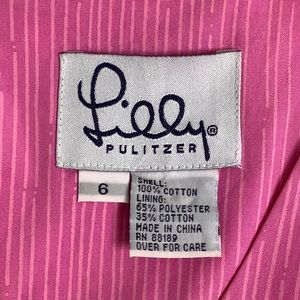 Lilly®
PULITZER
6
SHELL:
100% COTTON
LINING:
65% POLYESTER
35% COTTON
MADE IN CHINA
RN 88189
OVER FOR CARE